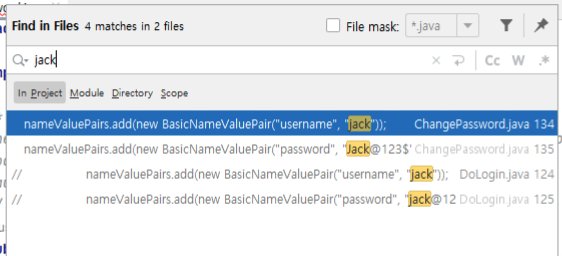 Find in Files 4 matches in 2 files File mask: *.java
jack Cc W .*
In Project Module Directory Scope
nameValuePairs.add(new BasicNameValuePair("username", "jack")); ChangePassword.java 134
nameValuePairs.add(new BasicNameValuePair("password", "Jack@123$" ChangePassword.java 135
// nameValuePairs.add(new BasicNameValuePair("username", "jack")); DoLogin.java 124
// nameValuePairs.add(new BasicNameValuePair("password", "jack@12 DoLogin.java 125